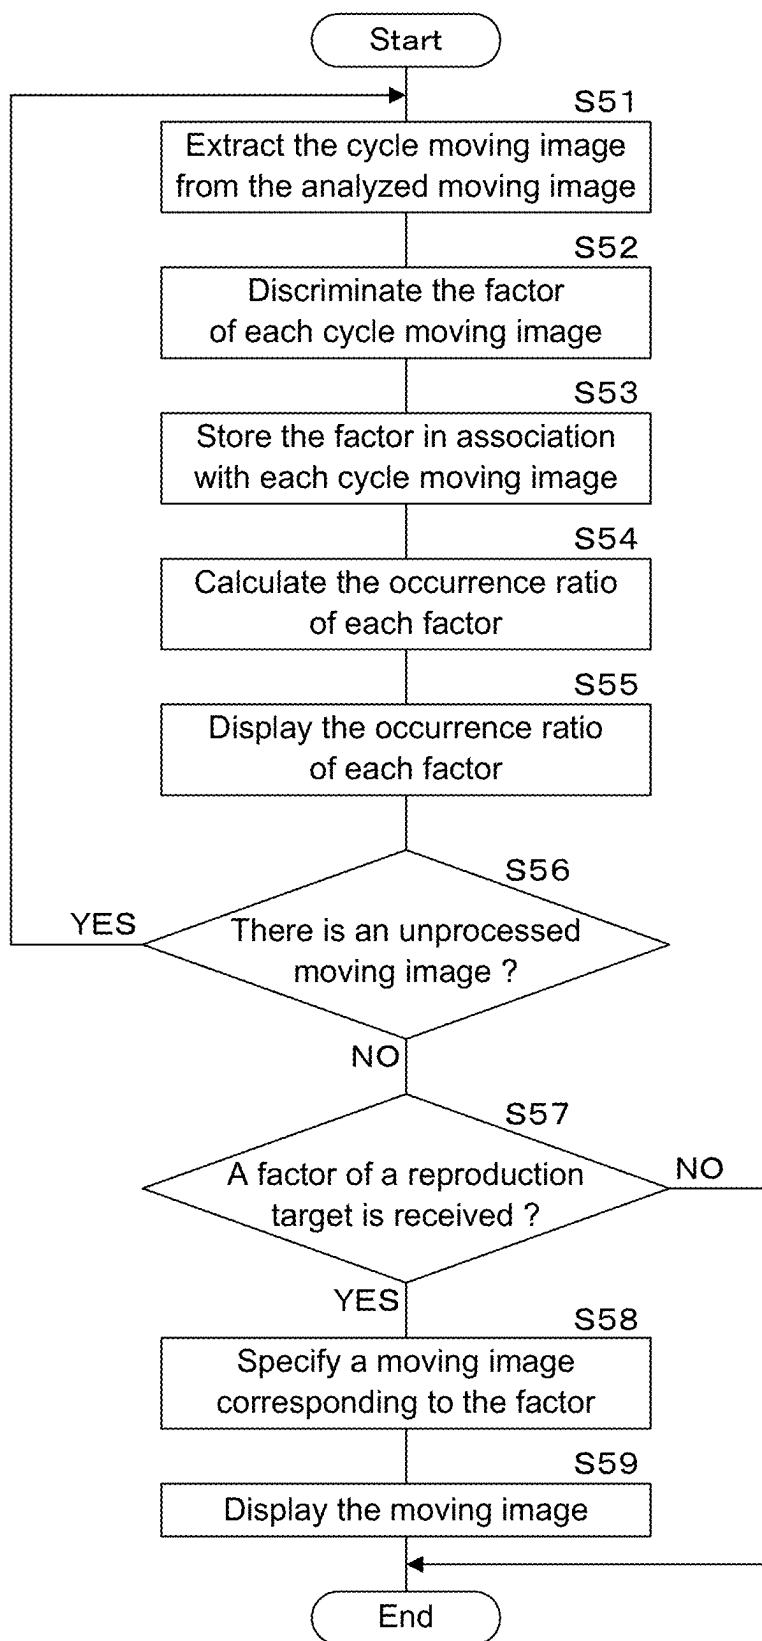 Start
S51
Extract the cycle moving image
from the analyzed moving image
S52
Discriminate the factor
of each cycle moving image
S53
Store the factor in association
with each cycle moving image
S54
Calculate the occurrence ratio
of each factor
S55
Display the occurrence ratio
of each factor
S56
YES
There is an unprocessed
moving image ?
NO
S57
A factor of a reproduction
target is received ?
NO
YES
S58
Specify a moving image
corresponding to the factor
S59
Display the moving image
End